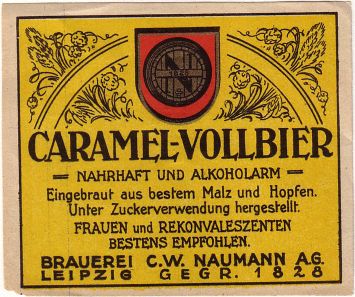 1828
CARAMEL-VOLLBIER
NAHRHAFT UND ALKOHOLARM
Eingebraut aus bestem Malz und Hopfen.
Unter Zuckerverwendung hergestellt.
FRAUEN und REKONVALESZENTEN
BESTENS EMPFOHLEN.
BRAUEREI C.W. NAUMANN A.G.
LEIPZIG GEGR. 1828